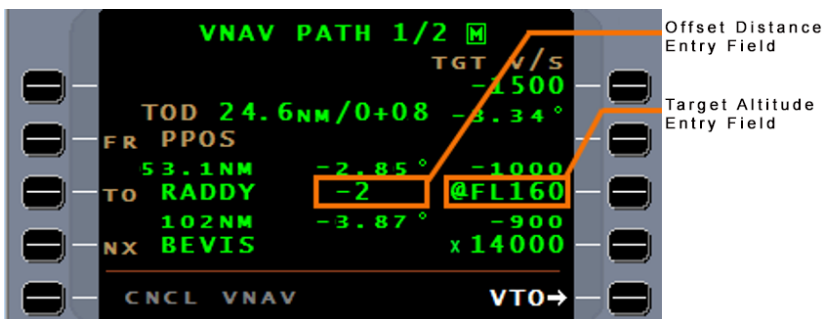 VNAV PATH 1/2 M
Offset Distance
Entry Field
TGT V/S
-1500
Target Altitude
Entry Field
TOD 24.6NM/0+08 -3.34°
FR PPOS
53.1NM -2.85° -1000
TO RADDY -2 @FL160
102NM -3.87° -900
NX BEVIS x14000
CNCL VNAV VTO→